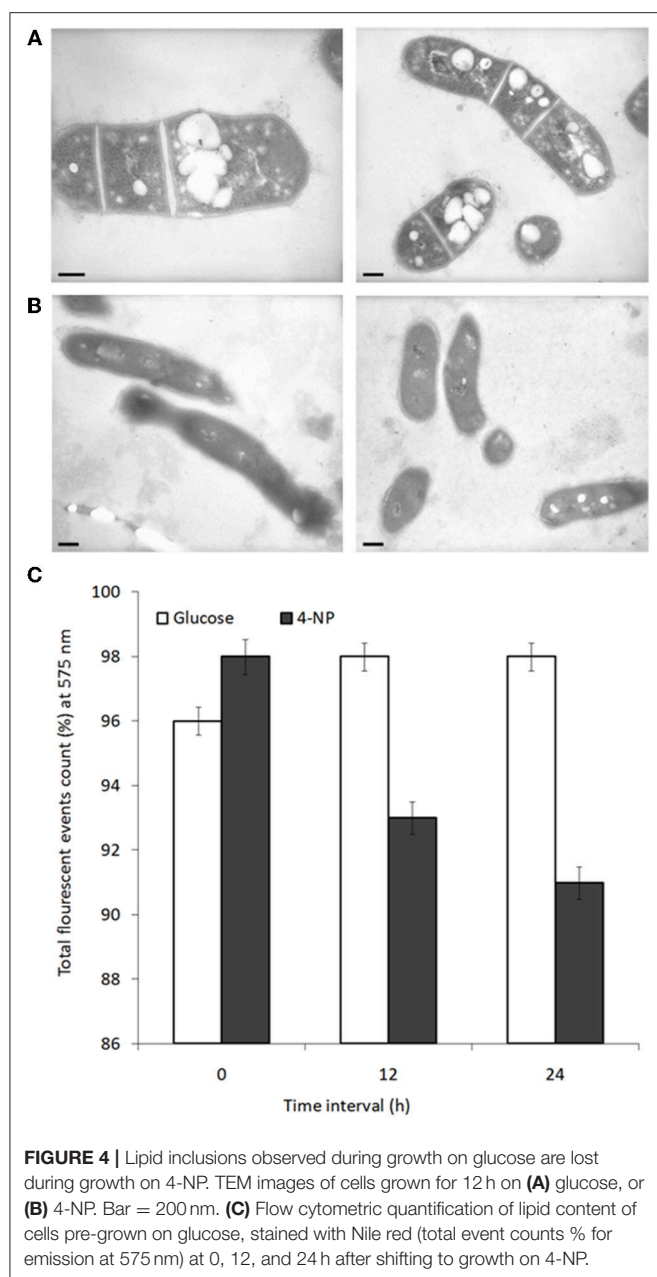 A
B
C
100
98
96
94
92
90
88
86
Total flourescent events count (%) at 575 nm
Glucose
4-NP
0
12
24
Time interval (h)
FIGURE 4 | Lipid inclusions observed during growth on glucose are lost
during growth on 4-NP. TEM images of cells grown for 12 h on (A) glucose, or
(B) 4-NP. Bar = 200 nm. (C) Flow cytometric quantification of lipid content of
cells pre-grown on glucose, stained with Nile red (total event counts % for
emission at 575 nm) at 0, 12, and 24 h after shifting to growth on 4-NP.